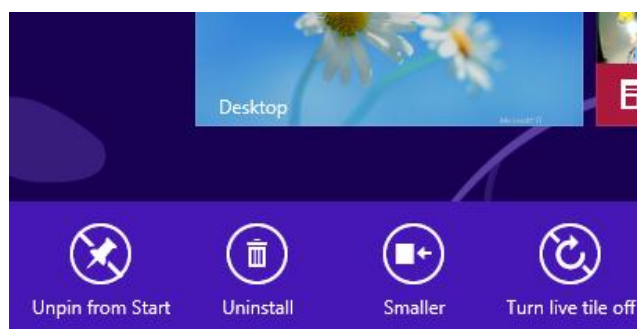 Desktop
Unpin from Start
Uninstall
Smaller
Turn live tile off